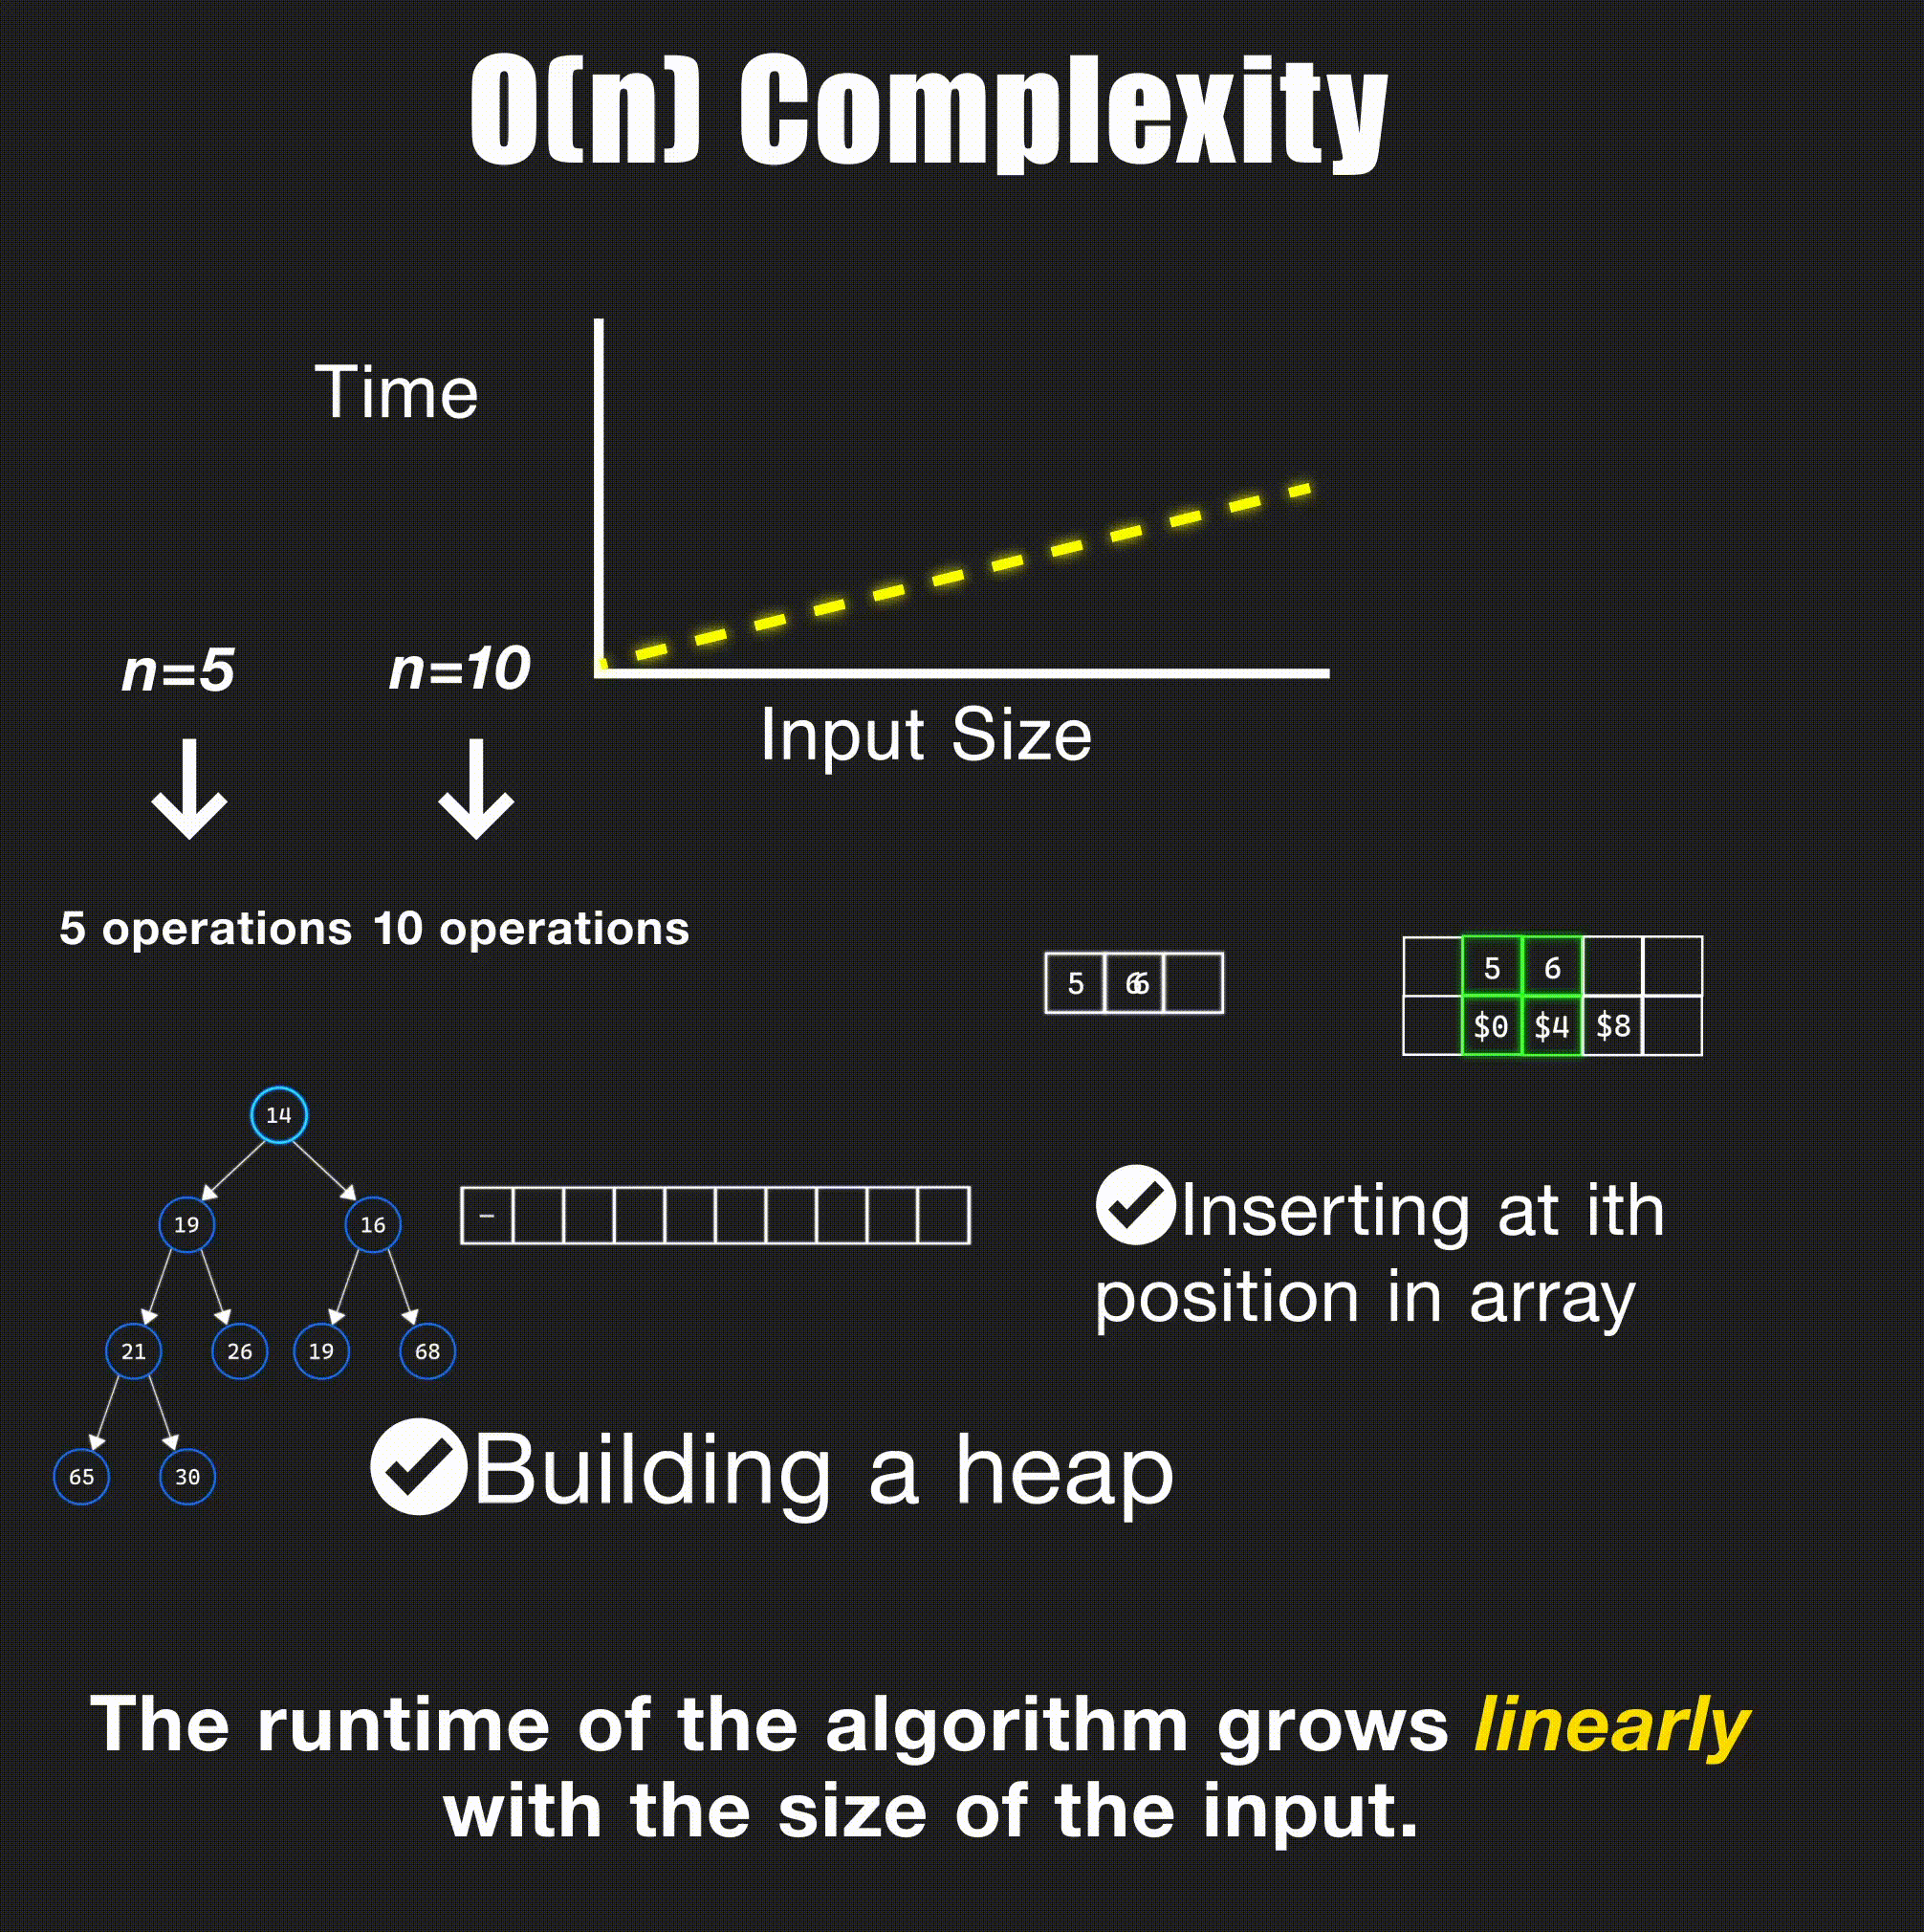 O(n) Complexity
Time
n=5
n=10
Input Size
5 operations
10 operations
5 6 6
5 6
$0 $4 $8
14
19 16
21 26 19 68
65 30
–
Inserting at ith
position in array
Building a heap
The runtime of the algorithm grows linearly
with the size of the input.